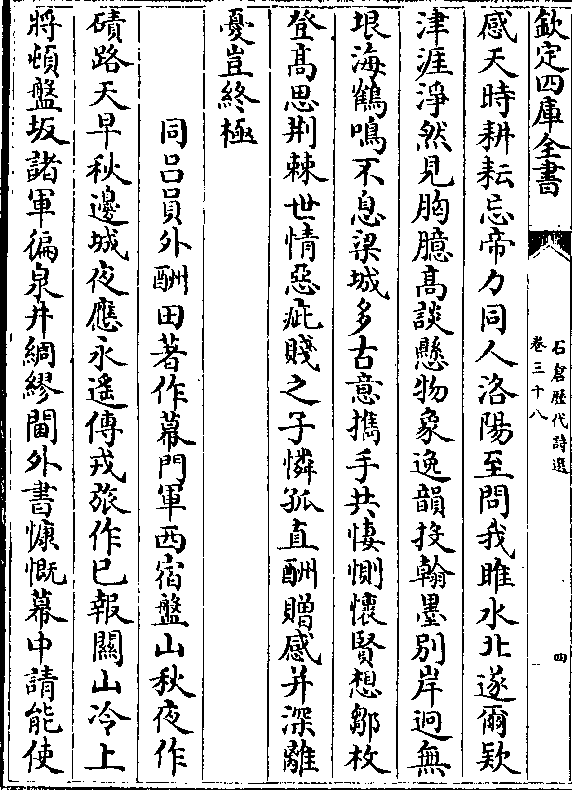 欽定四庫全書
石倉歷代詩選
卷三十八
四
感天時耕耘忘帝力同人洛陽至問我睢水北遂爾欵
津涯淨然見胸臆髙談懸物象逸韻投翰墨别岸迥無
垠海鶴鳴不息梁城多古意攜手共悽惻懷賢想鄒枚
登髙思荆棘世情惡疵賤之子憐孤直酬贈感并深離
憂豈終極
同吕員外酬田著作幕門軍西宿盤山秋夜作
磧路天早秋邊城夜應永遥傳戎旅作已報關山冷上
將頓盤坂諸軍徧泉井綢繆閫外書慷慨幕中請能使